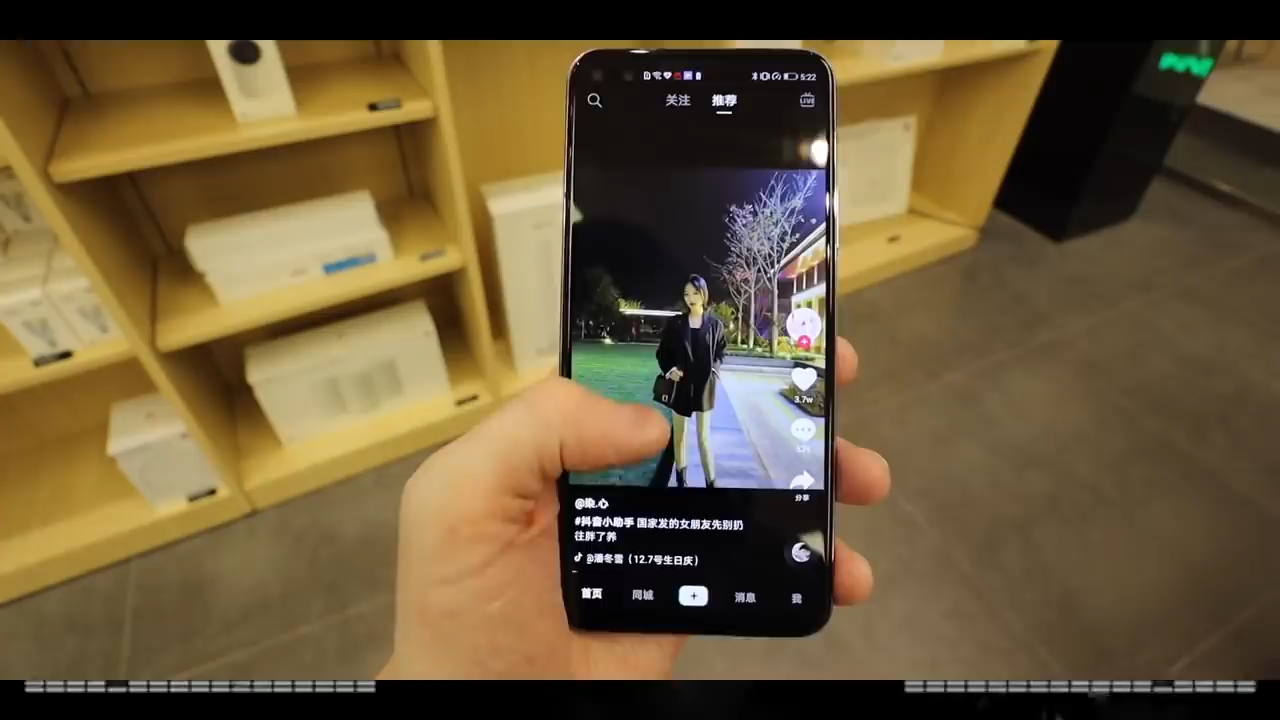 5:22
关注 推荐
LIVE
3.7w
分享
@染.心
#抖音小助手 国家发的女朋友先别扔
往胖了养
@潘冬雪（12.7号生日庆）
首页 同城 + 消息 我